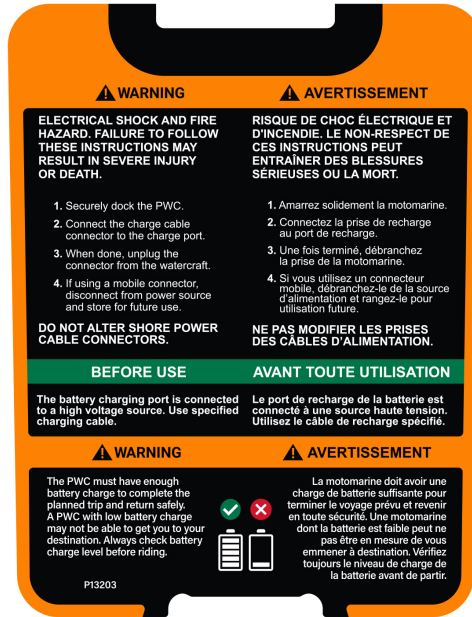 WARNING
ELECTRICAL SHOCK AND FIRE
HAZARD. FAILURE TO FOLLOW
THESE INSTRUCTIONS MAY
RESULT IN SEVERE INJURY
OR DEATH.
1. Securely dock the PWC.
2. Connect the charge cable
connector to the charge port.
3. When done, unplug the
connector from the watercraft.
4. If using a mobile connector,
disconnect from power source
and store for future use.
DO NOT ALTER SHORE POWER
CABLE CONNECTORS.
AVERTISSEMENT
RISQUE DE CHOC ÉLECTRIQUE ET
D'INCENDIE. LE NON-RESPECT DE
CES INSTRUCTIONS PEUT
ENTRAÎNER DES BLESSURES
SÉRIEUSES OU LA MORT.
1. Amarrez solidement la motomarine.
2. Connectez la prise de recharge
au port de recharge.
3. Une fois terminé, débranchez
la prise de la motomarine.
4. Si vous utilisez un connecteur
mobile, débranchez-le de la source
d'alimentation et rangez-le pour
utilisation future.
NE PAS MODIFIER LES PRISES
DES CÂBLES D'ALIMENTATION.
BEFORE USE
The battery charging port is connected
to a high voltage source. Use specified
charging cable.
AVANT TOUTE UTILISATION
Le port de recharge de la batterie est
connecté à une source haute tension.
Utilisez le câble de recharge spécifié.
WARNING
The PWC must have enough
battery charge to complete the
planned trip and return safely.
A PWC with low battery charge
may not be able to get you to your
destination. Always check battery
charge level before riding.
P13203
AVERTISSEMENT
La motomarine doit avoir une
charge de batterie suffisante pour
terminer le voyage prévu et revenir
en toute sécurité. Une motomarine
dont la batterie est faible peut ne
pas être en mesure de vous
emmener à destination. Vérifiez
toujours le niveau de charge de
la batterie avant de partir.